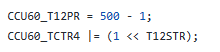 CCU60_T12PR = 500 - 1;
CCU60_TCTR4 |= (1 << T12STR);